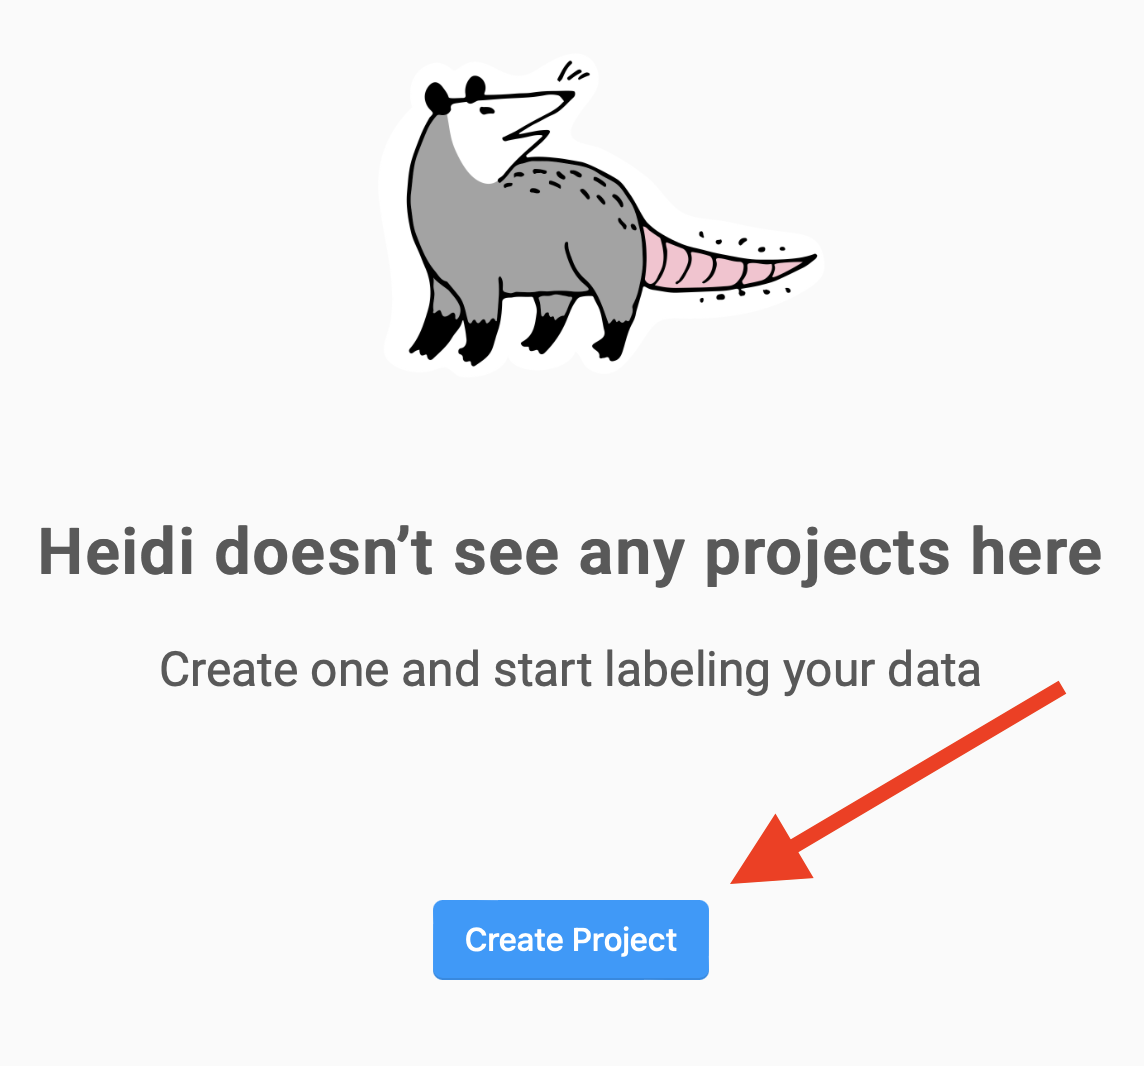 Heidi doesn’t see any projects here
Create one and start labeling your data
Create Project